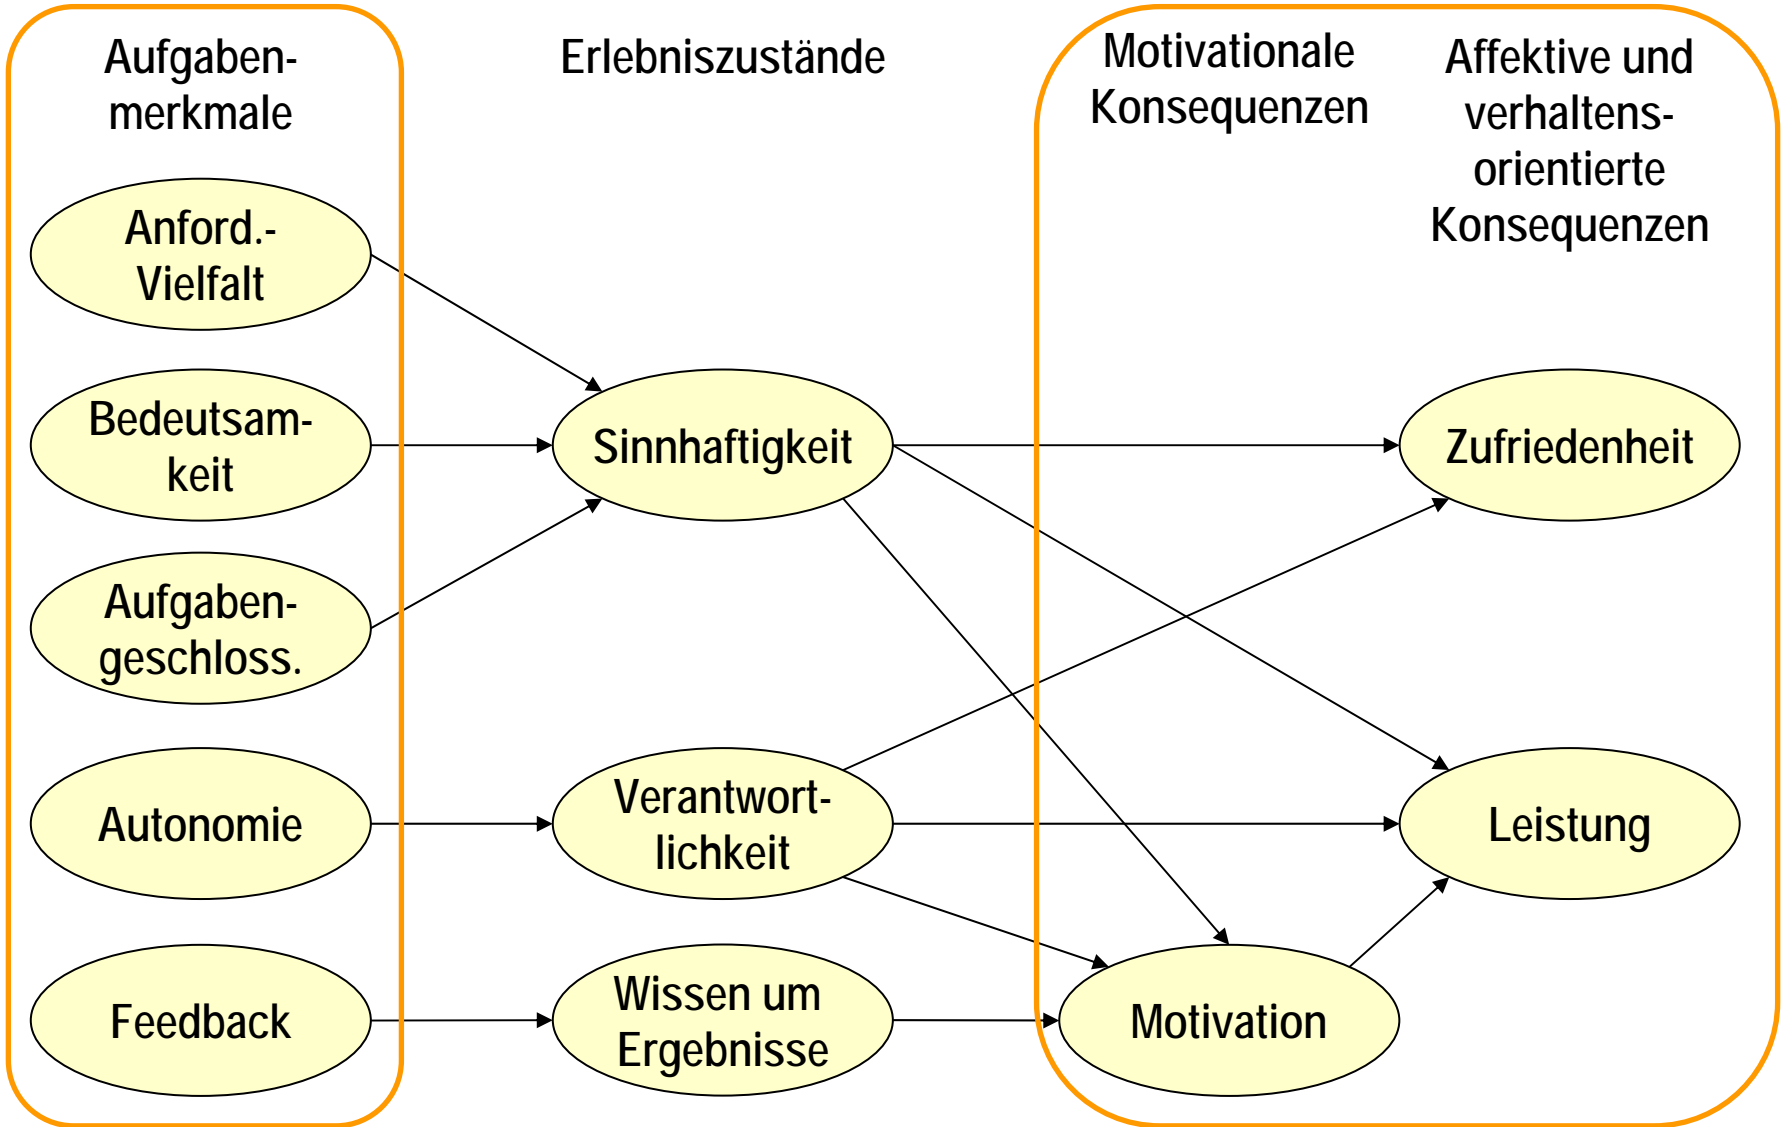 Aufgaben-
merkmale
Erlebniszustände
Motivationale
Konsequenzen
Affektive und
verhaltens-
orientierte
Konsequenzen
Anford.-
Vielfalt
Bedeutsam-
keit
Aufgaben-
geschloss.
Autonomie
Feedback
Sinnhaftigkeit
Verantwort-
lichkeit
Wissen um
Ergebnisse
Motivation
Zufriedenheit
Leistung